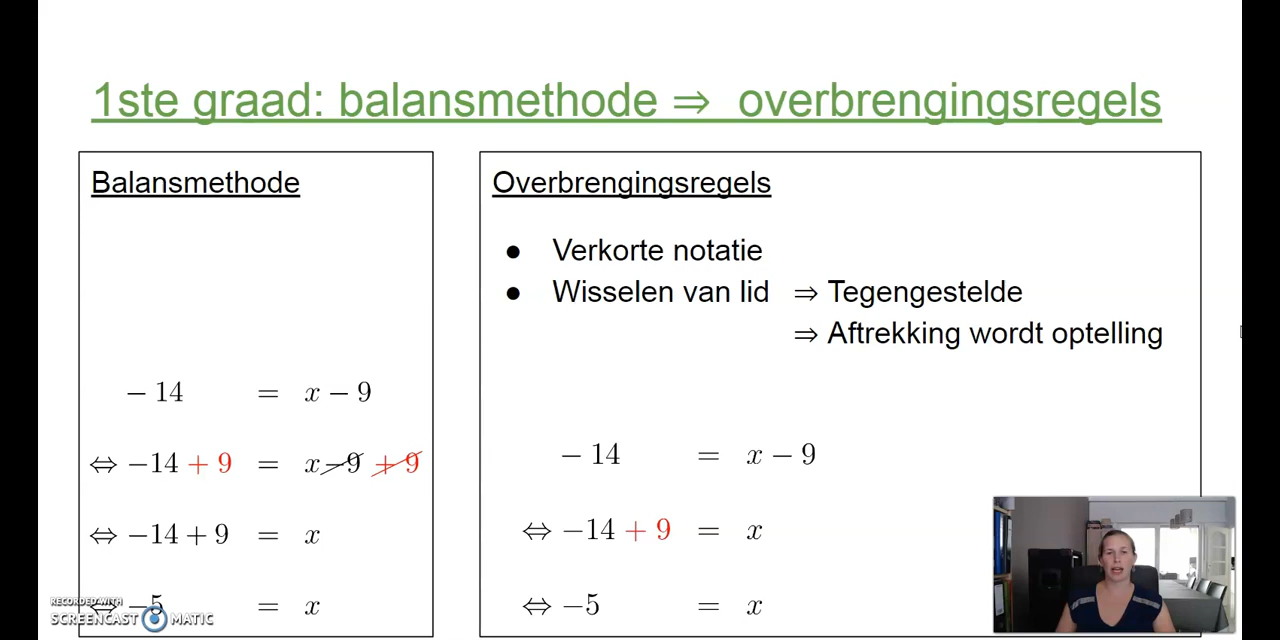 1ste graad: balansmethode ⇒ overbrengingsregels
Balansmethode
− 14 = x − 9
⇔ −14 + 9 = x − 9 + 9
⇔ −14 + 9 = x
⇔ −5 = x
Overbrengingsregels
● Verkorte notatie
● Wisselen van lid ⇒ Tegengestelde
⇒ Aftrekking wordt optelling
− 14 = x − 9
⇔ −14 + 9 = x
⇔ −5 = x
RECORDED WITH
SCREENCAST MATIC